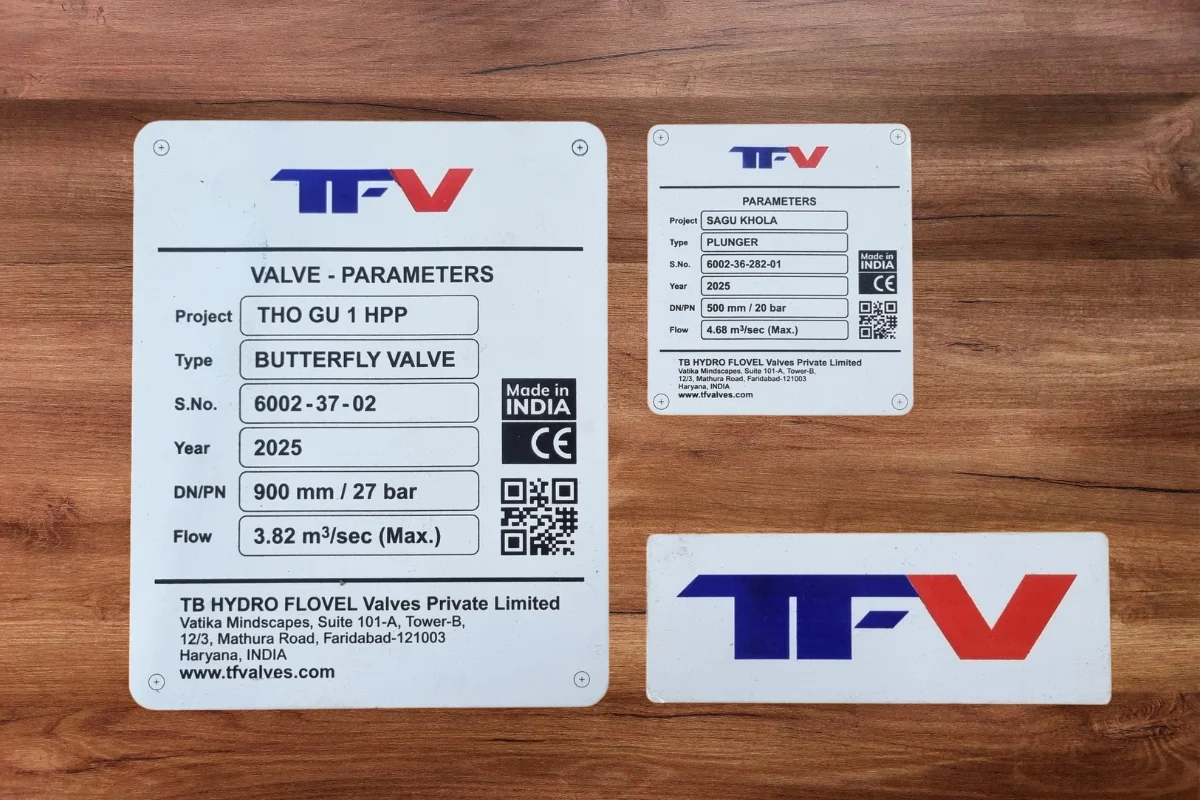 TFV
VALVE - PARAMETERS
Project THO GU 1 HPP
Type BUTTERFLY VALVE
S.No. 6002-37-02
Year 2025
DN/PN 900 mm / 27 bar
Flow 3.82 m³/sec (Max.)
Made in
INDIA
CE
TB HYDRO FLOVEL Valves Private Limited
Vatika Mindscapes, Suite 101-A, Tower-B,
12/3, Mathura Road, Faridabad-121003
Haryana, INDIA
www.tfvalves.com
TFV
PARAMETERS
Project SAGU KHOLA
Type PLUNGER
S.No. 6002-36-282-01
Year 2025
DN/PN 500 mm / 20 bar
Flow 4.68 m³/sec (Max.)
Made in
INDIA
CE
TB HYDRO FLOVEL Valves Private Limited
Vatika Mindscapes, Suite 101-A, Tower-B,
12/3, Mathura Road, Faridabad-121003
Haryana, INDIA
www.tfvalves.com
TFV